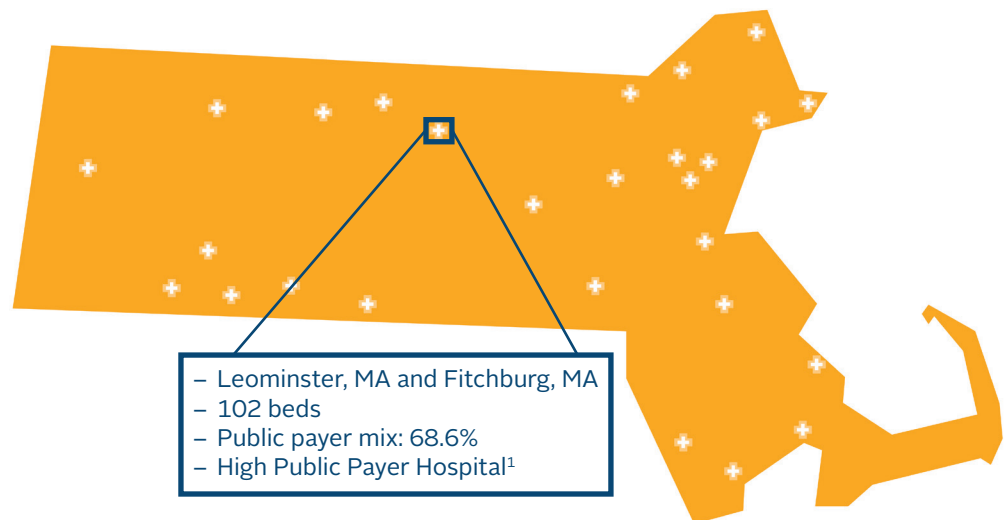 – Leominster, MA and Fitchburg, MA
– 102 beds
– Public payer mix: 68.6%
– High Public Payer Hospital¹